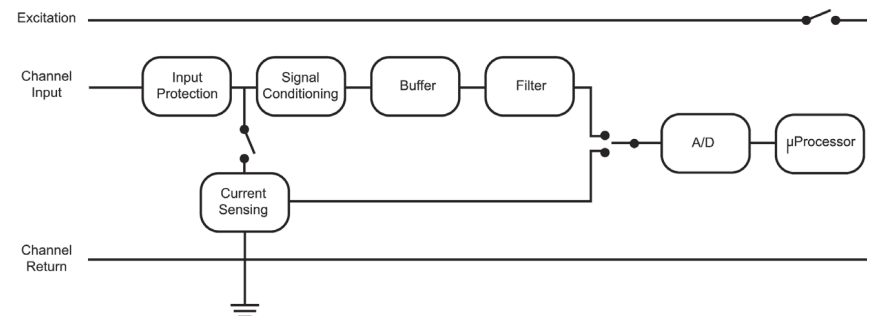 Excitation
Channel
Input
Input
Protection
Signal
Conditioning
Buffer
Filter
A/D
µProcessor
Current
Sensing
Channel
Return